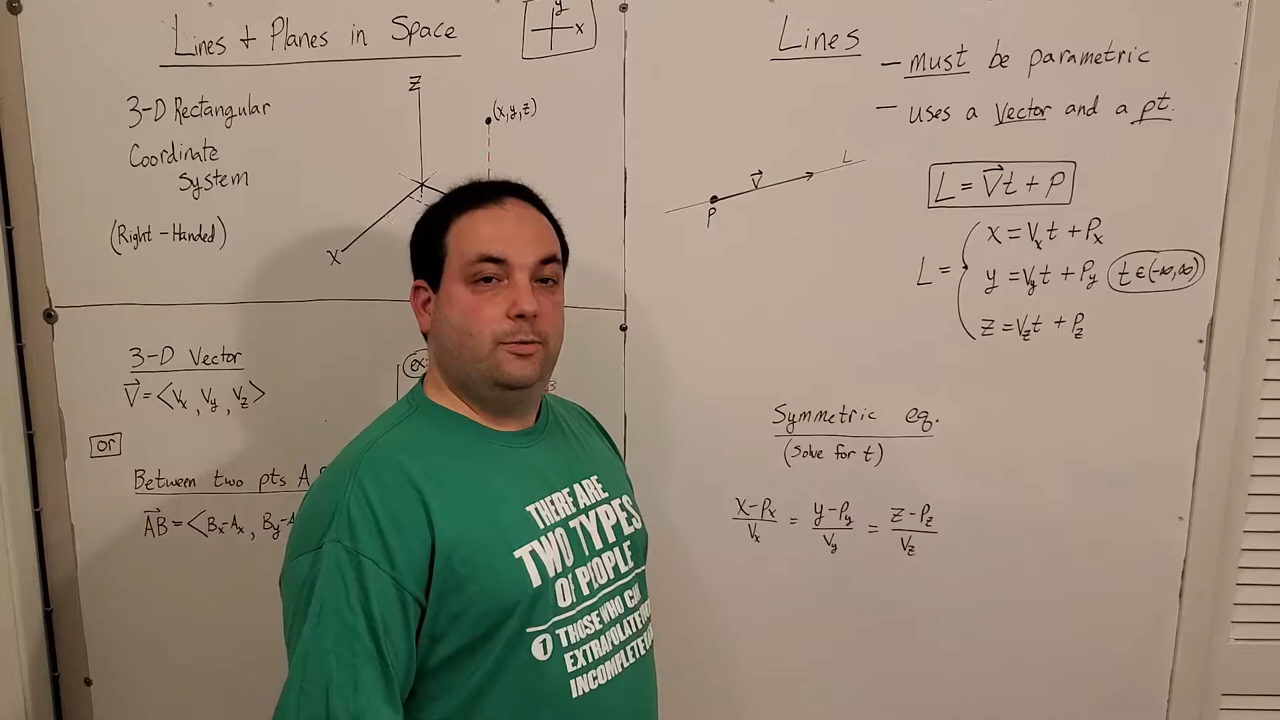 Lines + Planes in Space
y
x
3-D Rectangular
Coordinate
System
(Right-Handed)
Z
(x,y,z)
X
3-D Vector
V⃗ = <Vx, Vy, Vz>
or
Between two pts A
AB⃗ = <Bx-Ax, By-A
ex:
3
Lines
- must be parametric
- uses a vector and a pt.
P
V⃗
L
L = V⃗t + P
L =
x = Vxt + Px
y = Vyt + Py
t ∈ (-∞,∞)
z = Vzt + Pz
Symmetric eq.
(solve for t)
x-Px/Vx = y-Py/Vy = z-Pz/Vz
THERE ARE
TWO TYPES
OF PEOPLE
1 THOSE WHO CAN
EXTRAPOLATE FROM
INCOMPLETE